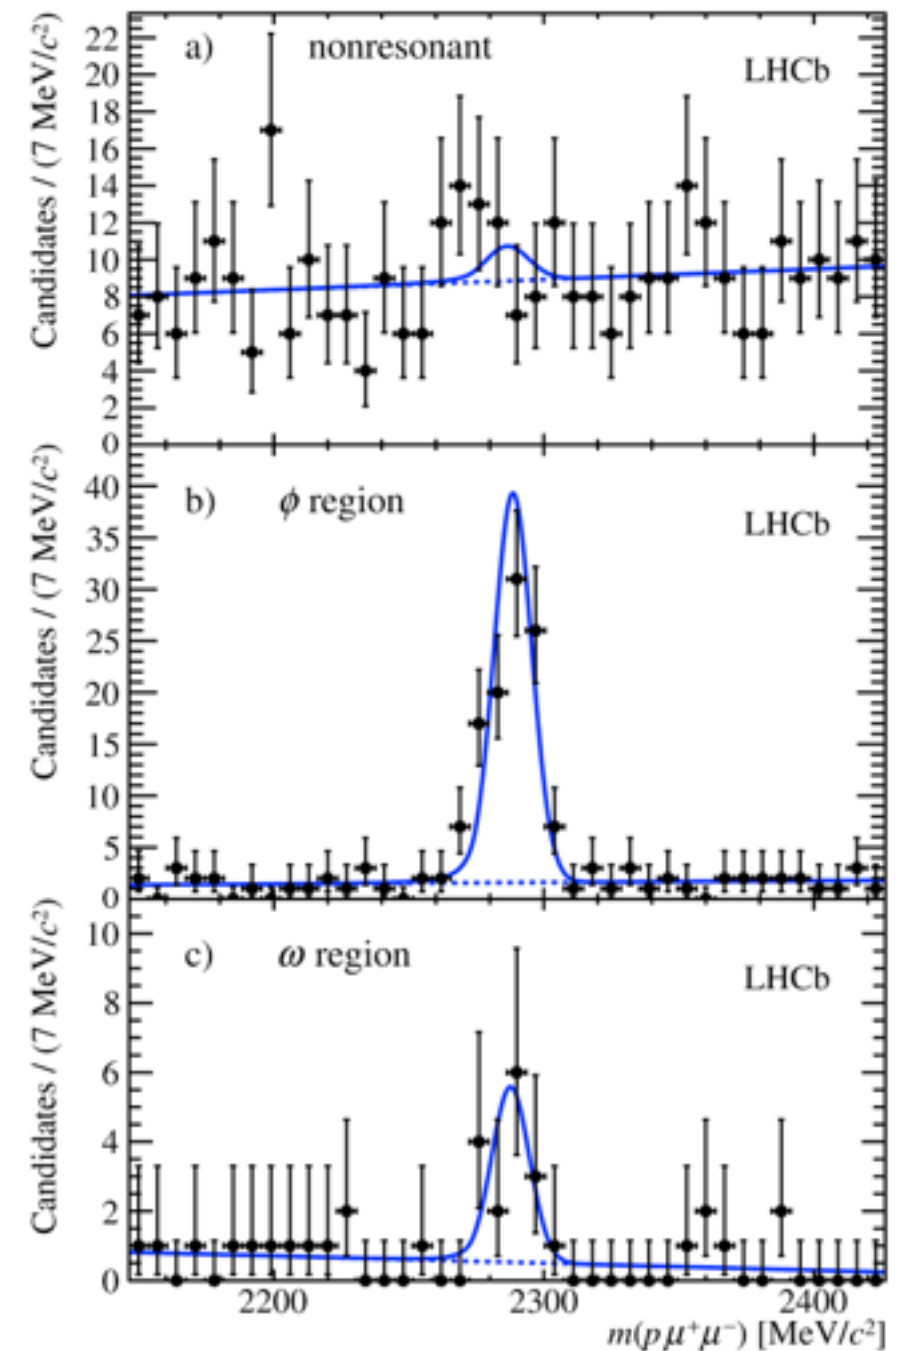 a) nonresonant
LHCb
Candidates / (7 MeV/c²)
22
20
18
16
14
12
10
8
6
4
2
0
b) ϕ region
LHCb
Candidates / (7 MeV/c²)
40
35
30
25
20
15
10
5
0
c) ω region
LHCb
Candidates / (7 MeV/c²)
10
8
6
4
2
0
2200 2300 2400
m(pμ⁺μ⁻) [MeV/c²]